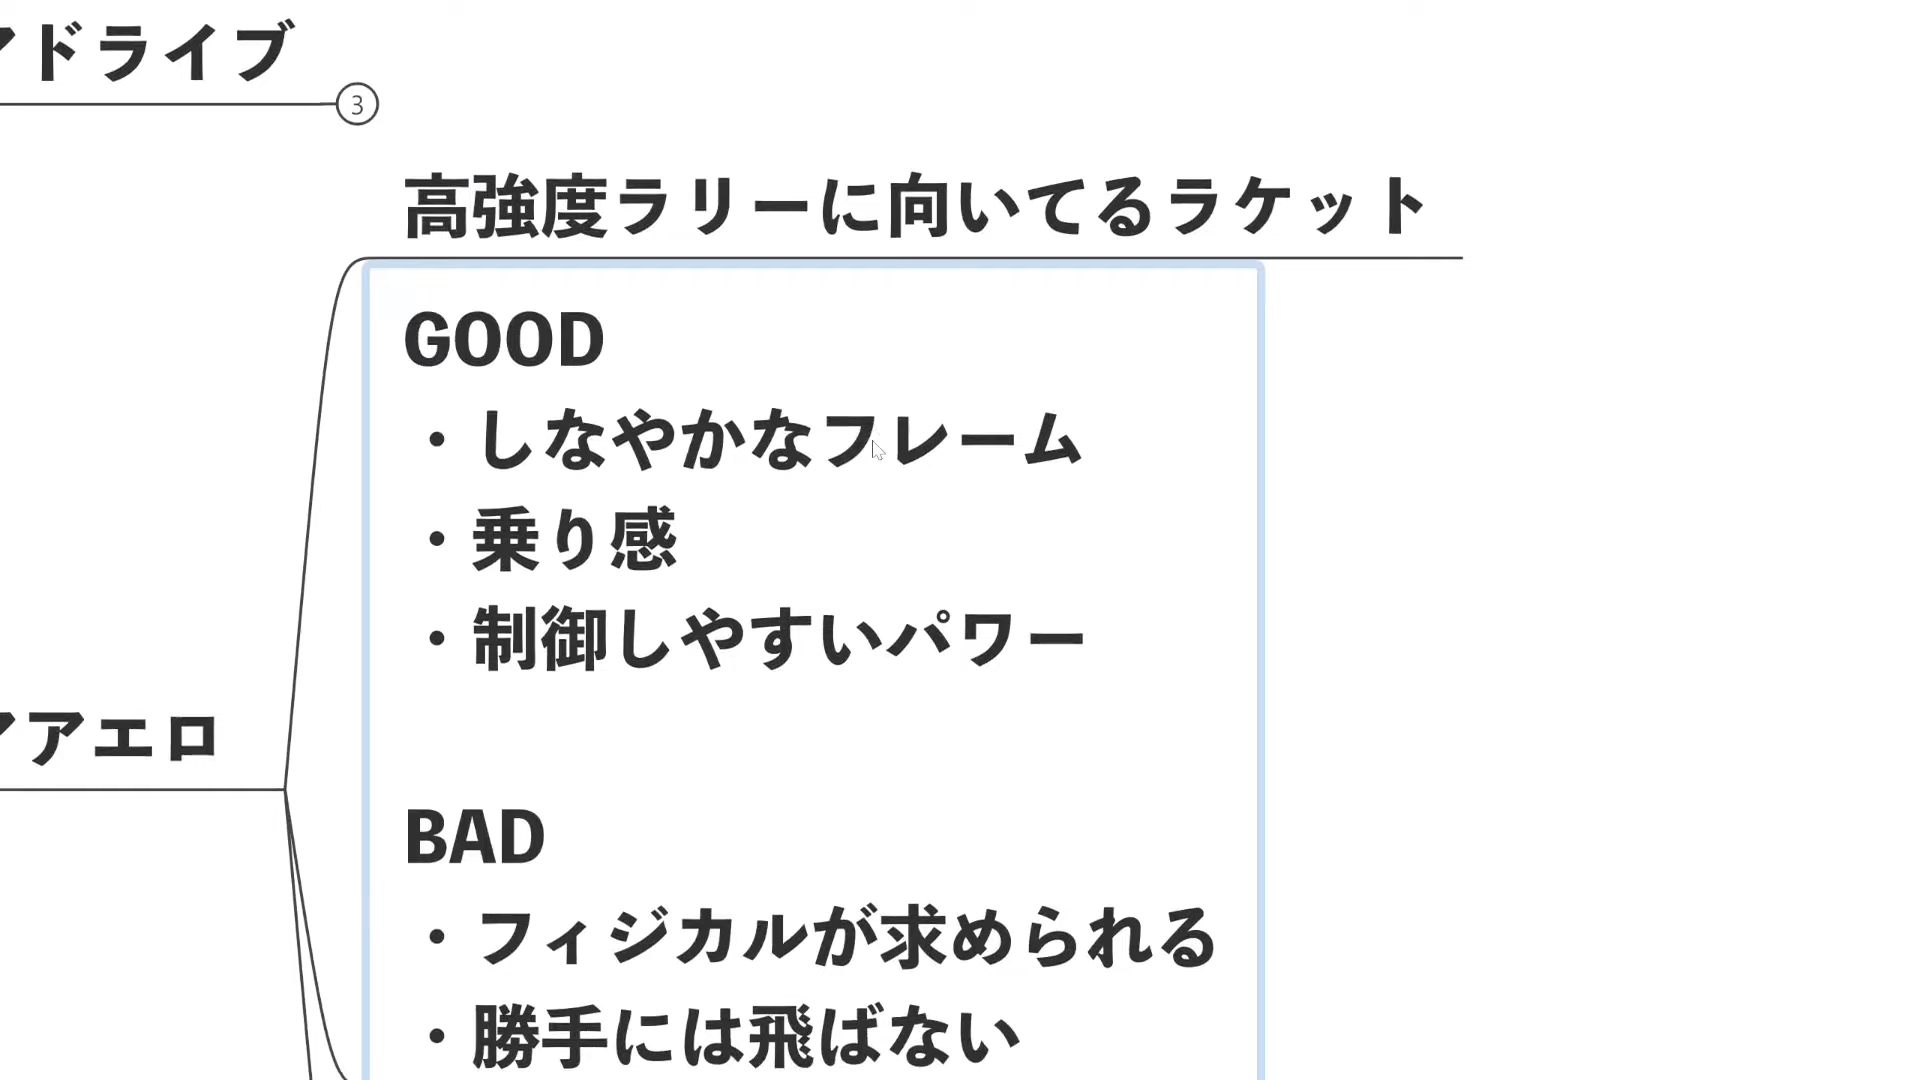 ドライブ
3
高強度ラリーに向いてるラケット
GOOD
・しなやかなフレーム
・乗り感
・制御しやすいパワー
アエロ
BAD
・フィジカルが求められる
・勝手には飛ばない